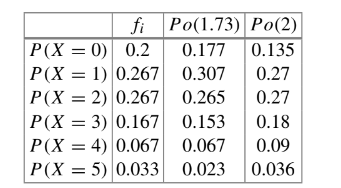 f_i Po(1.73) Po(2)
P(X = 0) 0.2 0.177 0.135
P(X = 1) 0.267 0.307 0.27
P(X = 2) 0.267 0.265 0.27
P(X = 3) 0.167 0.153 0.18
P(X = 4) 0.067 0.067 0.09
P(X = 5) 0.033 0.023 0.036